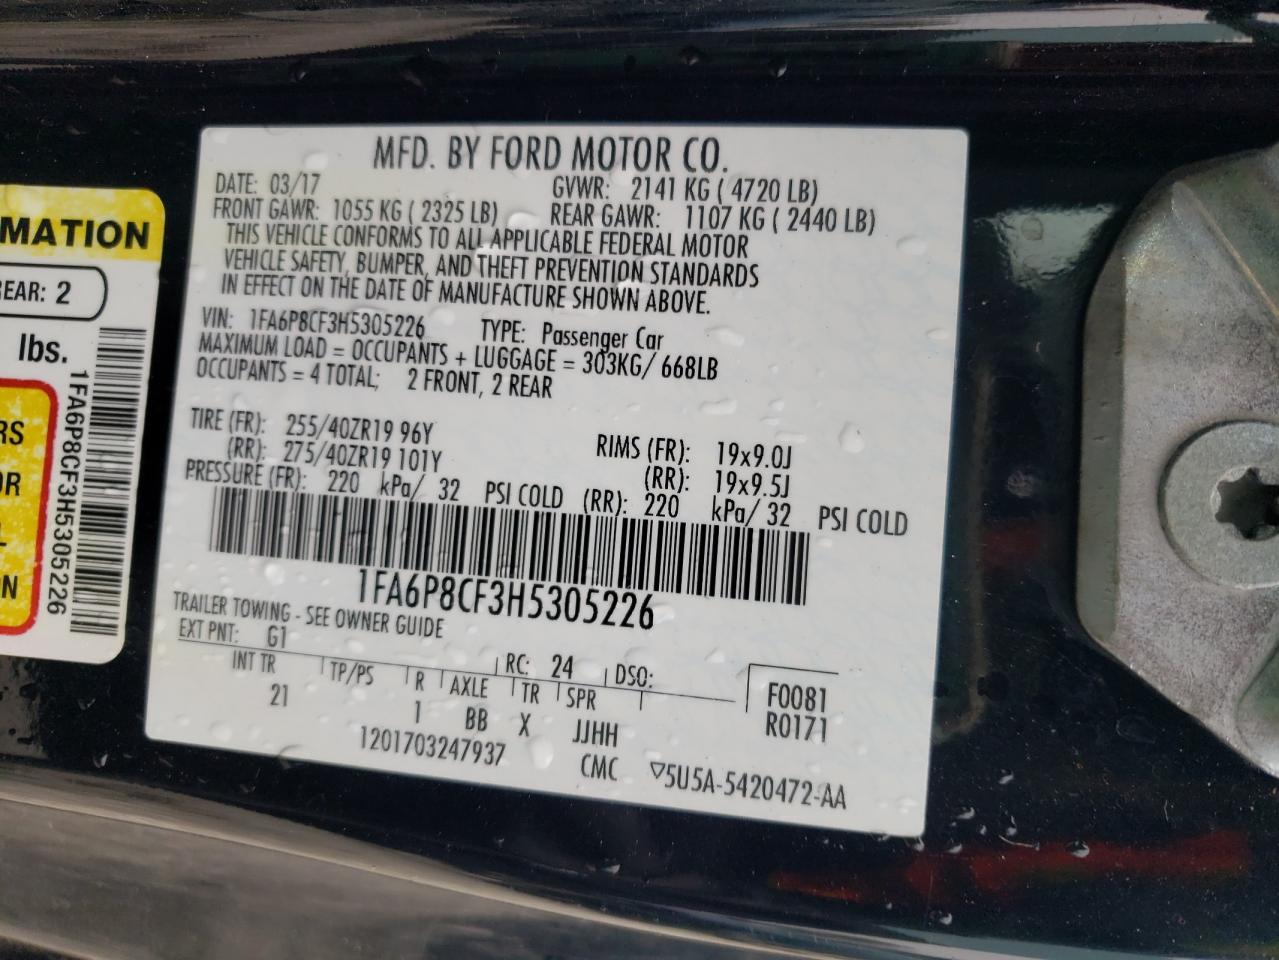 MFD. BY FORD MOTOR CO.
DATE: 03/17 GVWR: 2141 KG ( 4720 LB)
FRONT GAWR: 1055 KG ( 2325 LB) REAR GAWR: 1107 KG ( 2440 LB)
THIS VEHICLE CONFORMS TO ALL APPLICABLE FEDERAL MOTOR
VEHICLE SAFETY, BUMPER, AND THEFT PREVENTION STANDARDS
IN EFFECT ON THE DATE OF MANUFACTURE SHOWN ABOVE.
VIN: 1FA6P8CF3H5305226 TYPE: Passenger Car
MAXIMUM LOAD = OCCUPANTS + LUGGAGE = 303KG/ 668LB
OCCUPANTS = 4 TOTAL; 2 FRONT, 2 REAR
TIRE (FR): 255/40ZR19 96Y RIMS (FR): 19x9.0J
(RR): 275/40ZR19 101Y (RR): 19x9.5J
PRESSURE (FR): 220 kPa/ 32 PSI COLD (RR): 220 kPa/ 32 PSI COLD
1FA6P8CF3H5305226
TRAILER TOWING - SEE OWNER GUIDE
EXT PNT: G1 RC: 24 DSO:
INT TR TP/PS R AXLE TR SPR F0081
21 1 BB X JJHH R0171
1201703247937 CMC ▽5U5A-5420472-AA
MATION
EAR: 2
lbs.
1FA6P8CF3H5305226
RS
OR
L
ON